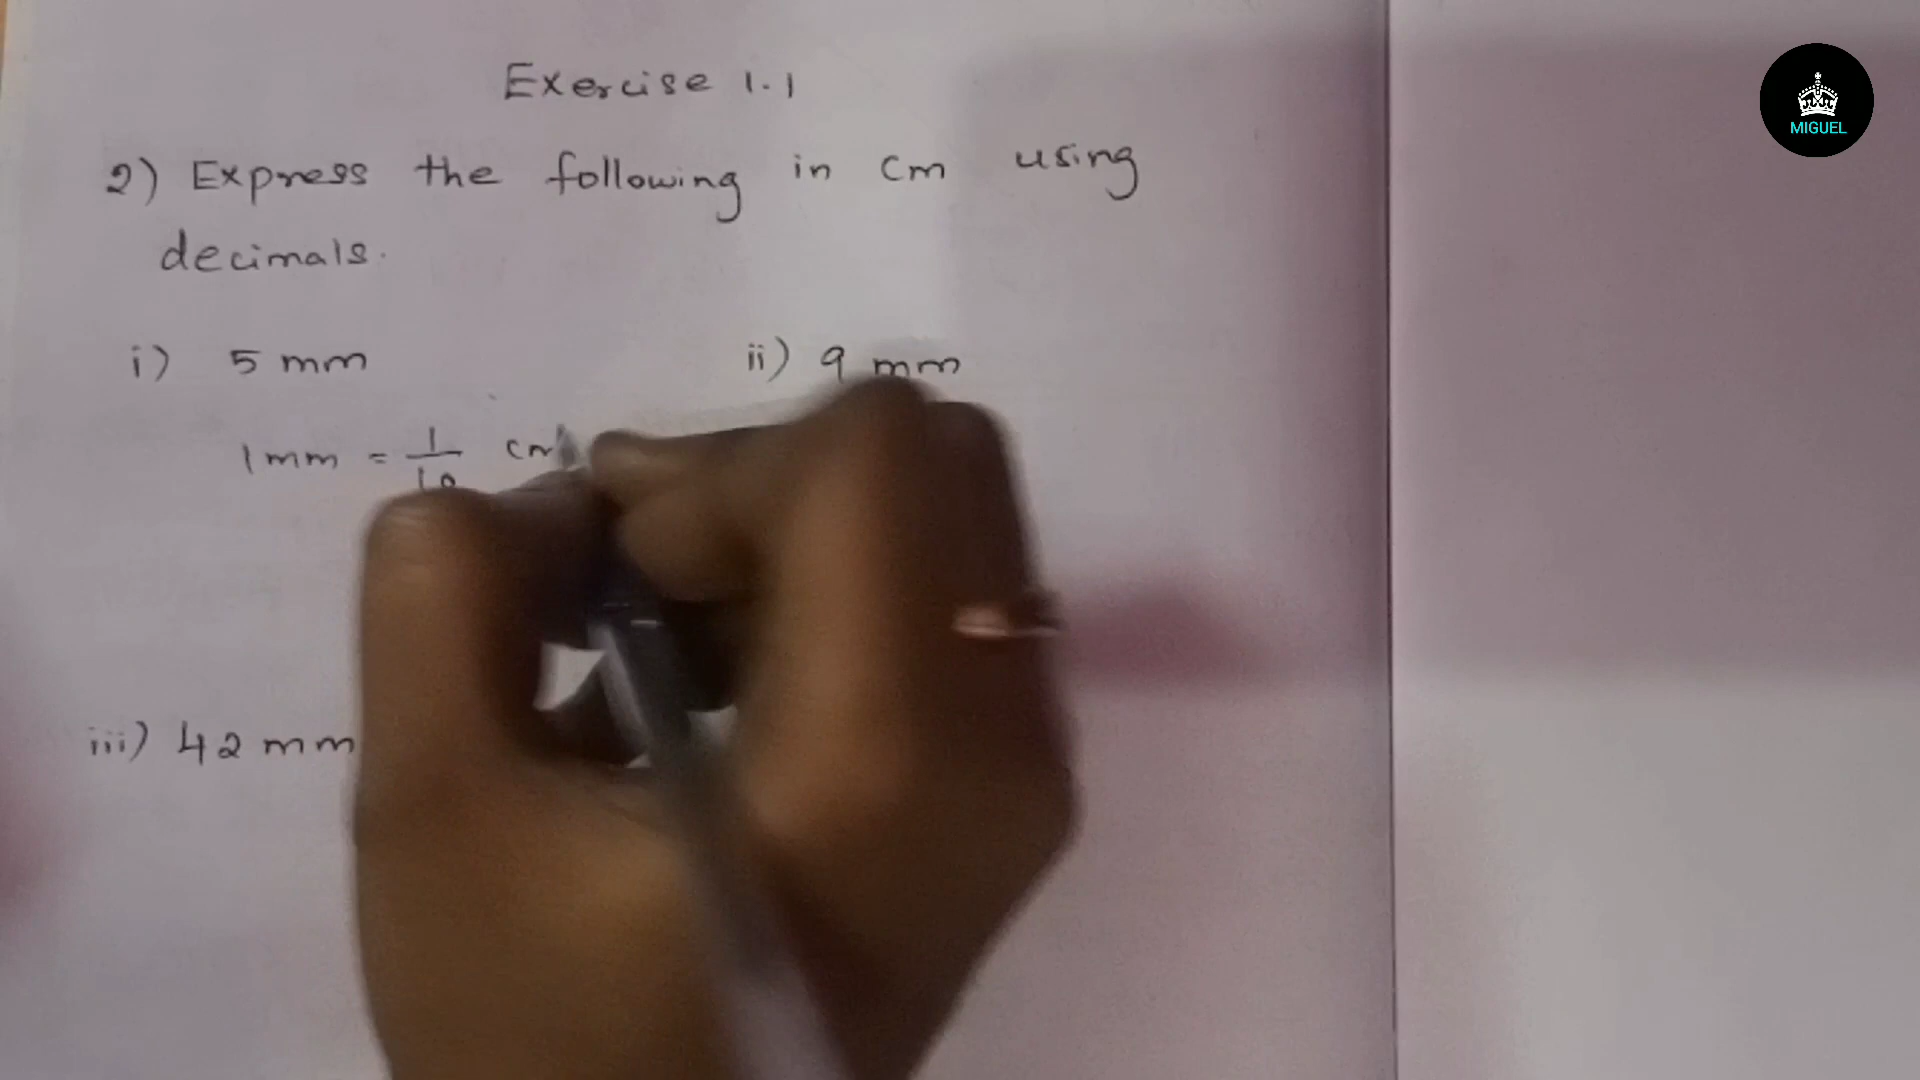 Exercise 1.1
2) Express the following in cm using
decimals.
i) 5 mm
ii) 9 mm
1 mm = 1/10 cm
iii) 42 mm
MIGUEL